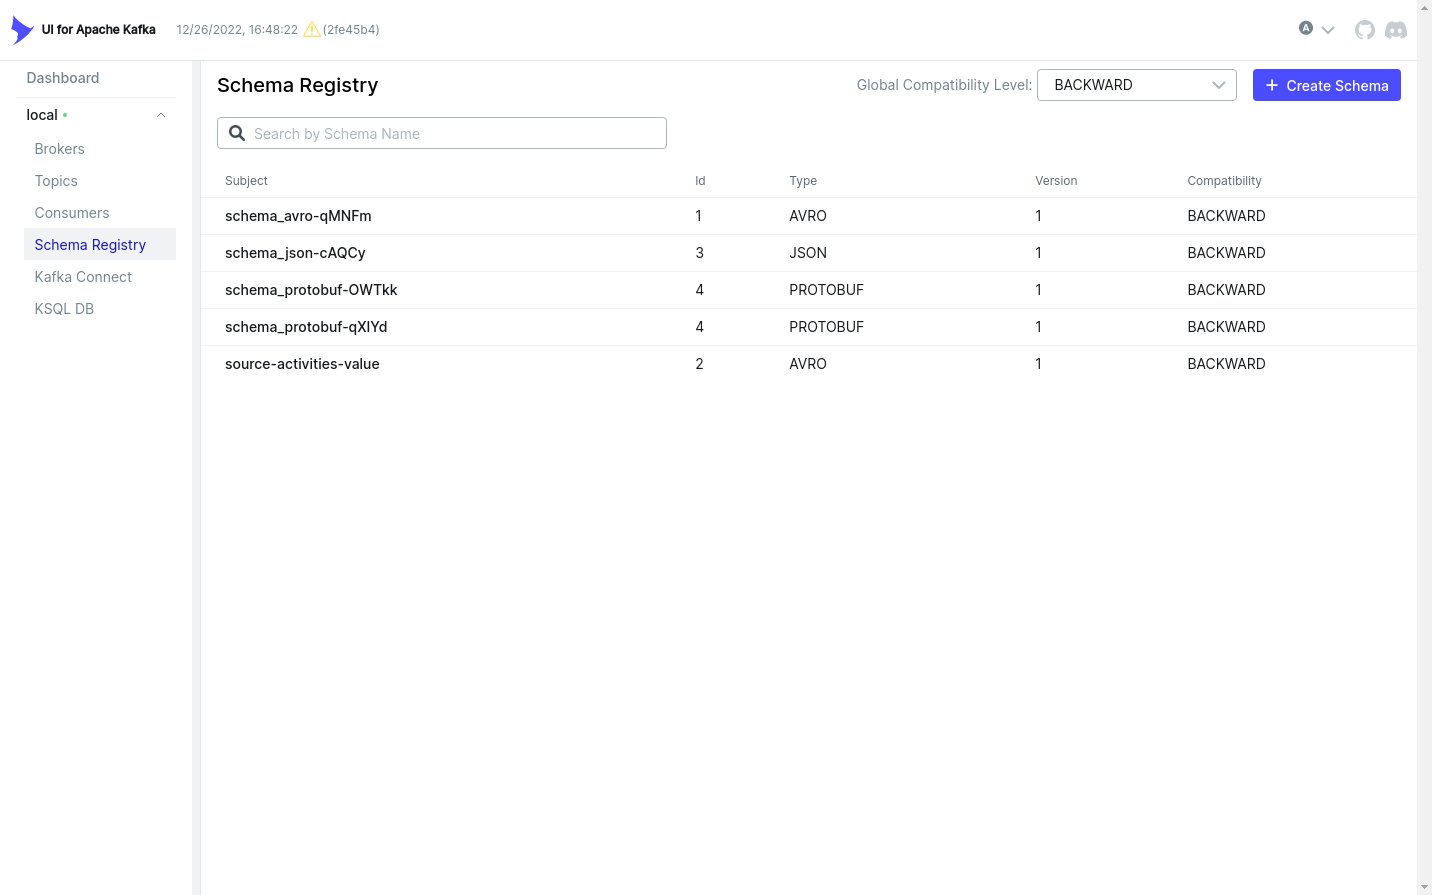 UI for Apache Kafka 12/26/2022, 16:48:22 (2fe45b4) A
Dashboard
local
Brokers
Topics
Consumers
Schema Registry
Kafka Connect
KSQL DB
Schema Registry Global Compatibility Level: BACKWARD Create Schema
Search by Schema Name
Subject Id Type Version Compatibility
schema_avro-qMNFm 1 AVRO 1 BACKWARD
schema_json-cAQCy 3 JSON 1 BACKWARD
schema_protobuf-OWTkk 4 PROTOBUF 1 BACKWARD
schema_protobuf-qXIYd 4 PROTOBUF 1 BACKWARD
source-activities-value 2 AVRO 1 BACKWARD